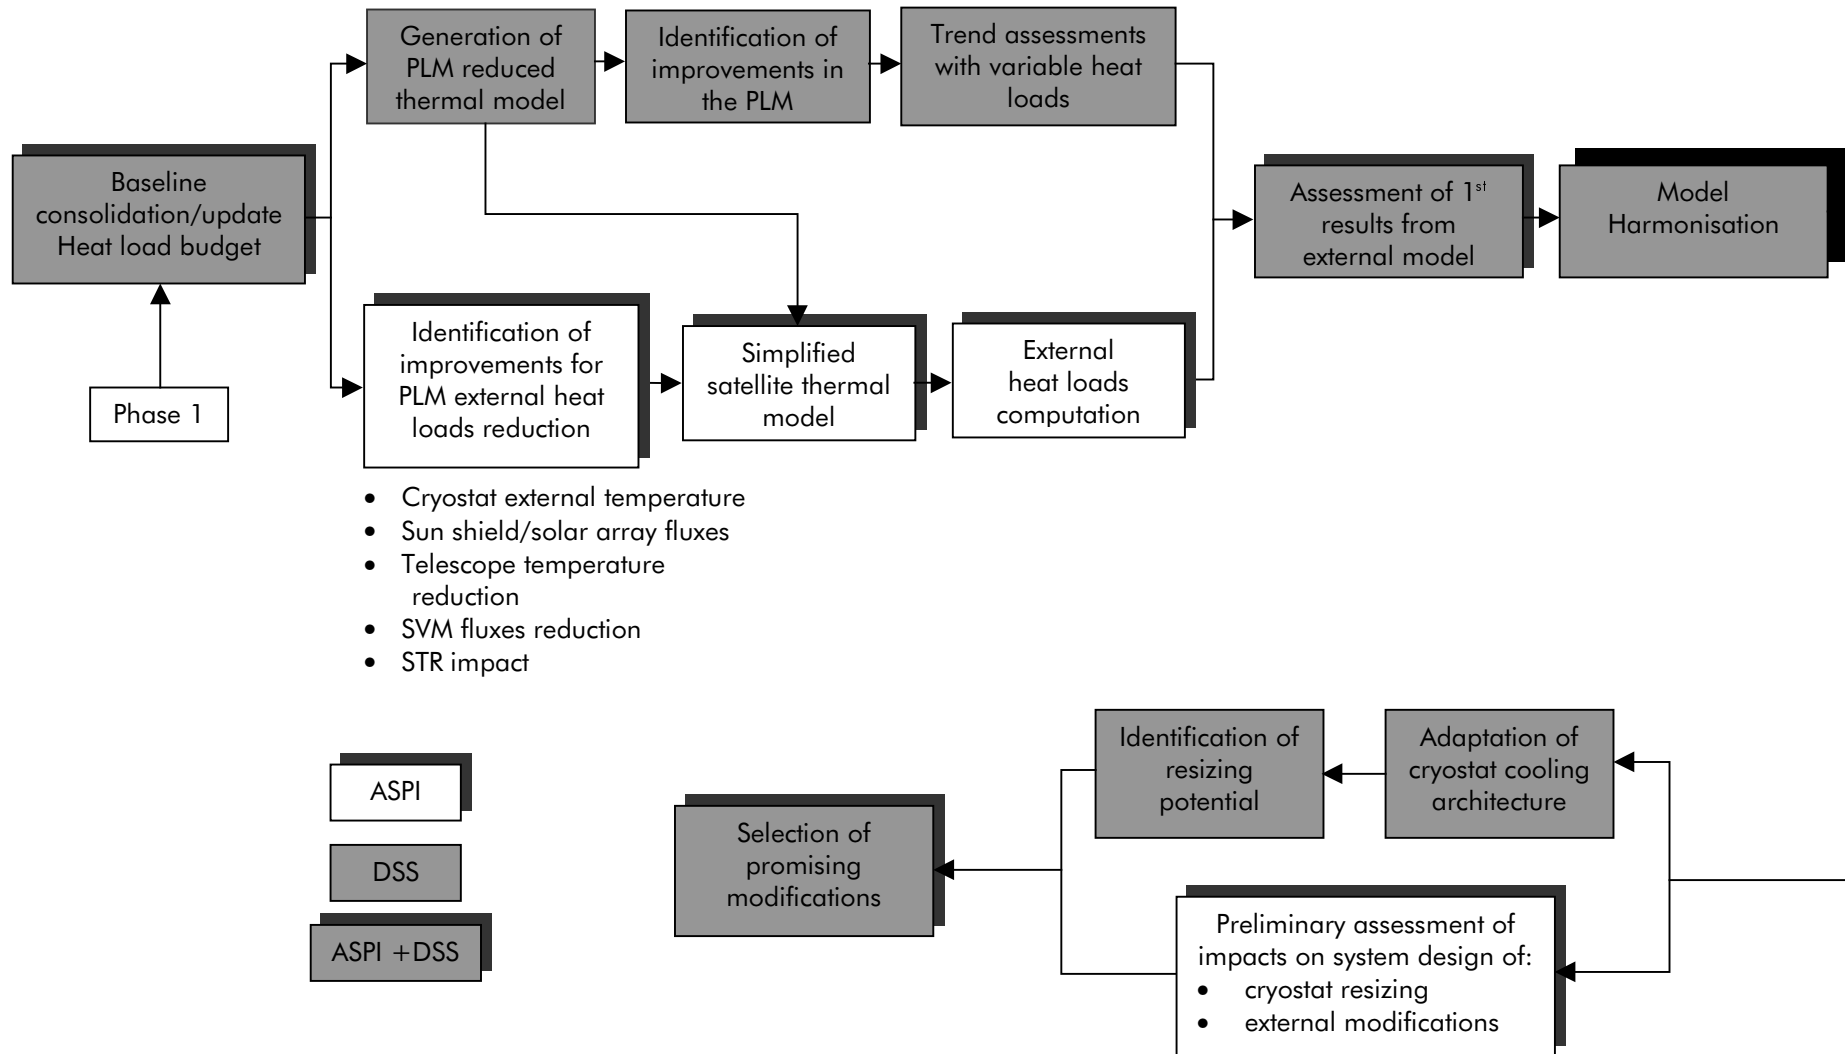 Generation of
PLM reduced
thermal model
Identification of
improvements in
the PLM
Trend assessments
with variable heat
loads
Baseline
consolidation/update
Heat load budget
Assessment of 1st
results from
external model
Model
Harmonisation
Phase 1
Identification of
improvements for
PLM external heat
loads reduction
Simplified
satellite thermal
model
External
heat loads
computation
• Cryostat external temperature
• Sun shield/solar array fluxes
• Telescope temperature
reduction
• SVM fluxes reduction
• STR impact
ASPI
DSS
ASPI +DSS
Selection of
promising
modifications
Identification of
resizing
potential
Adaptation of
cryostat cooling
architecture
Preliminary assessment of
impacts on system design of:
• cryostat resizing
• external modifications